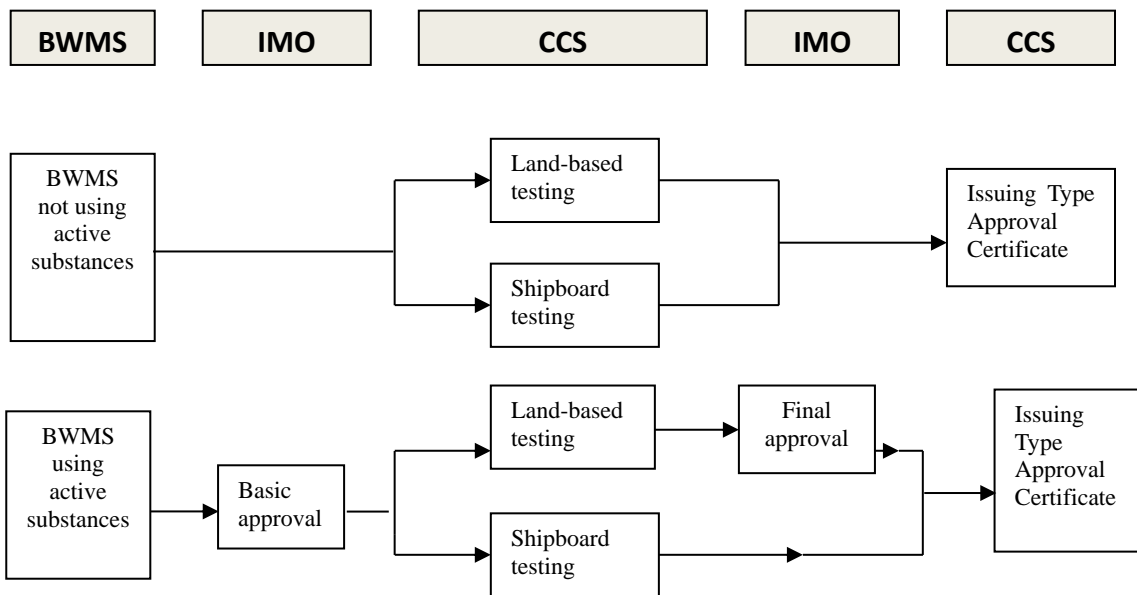 BWMS IMO CCS IMO CCS
BWMS
not using
active
substances
Land-based
testing
Shipboard
testing
Issuing Type
Approval
Certificate
BWMS
using
active
substances
Basic
approval
Land-based
testing
Shipboard
testing
Final
approval
Issuing
Type
Approval
Certificate